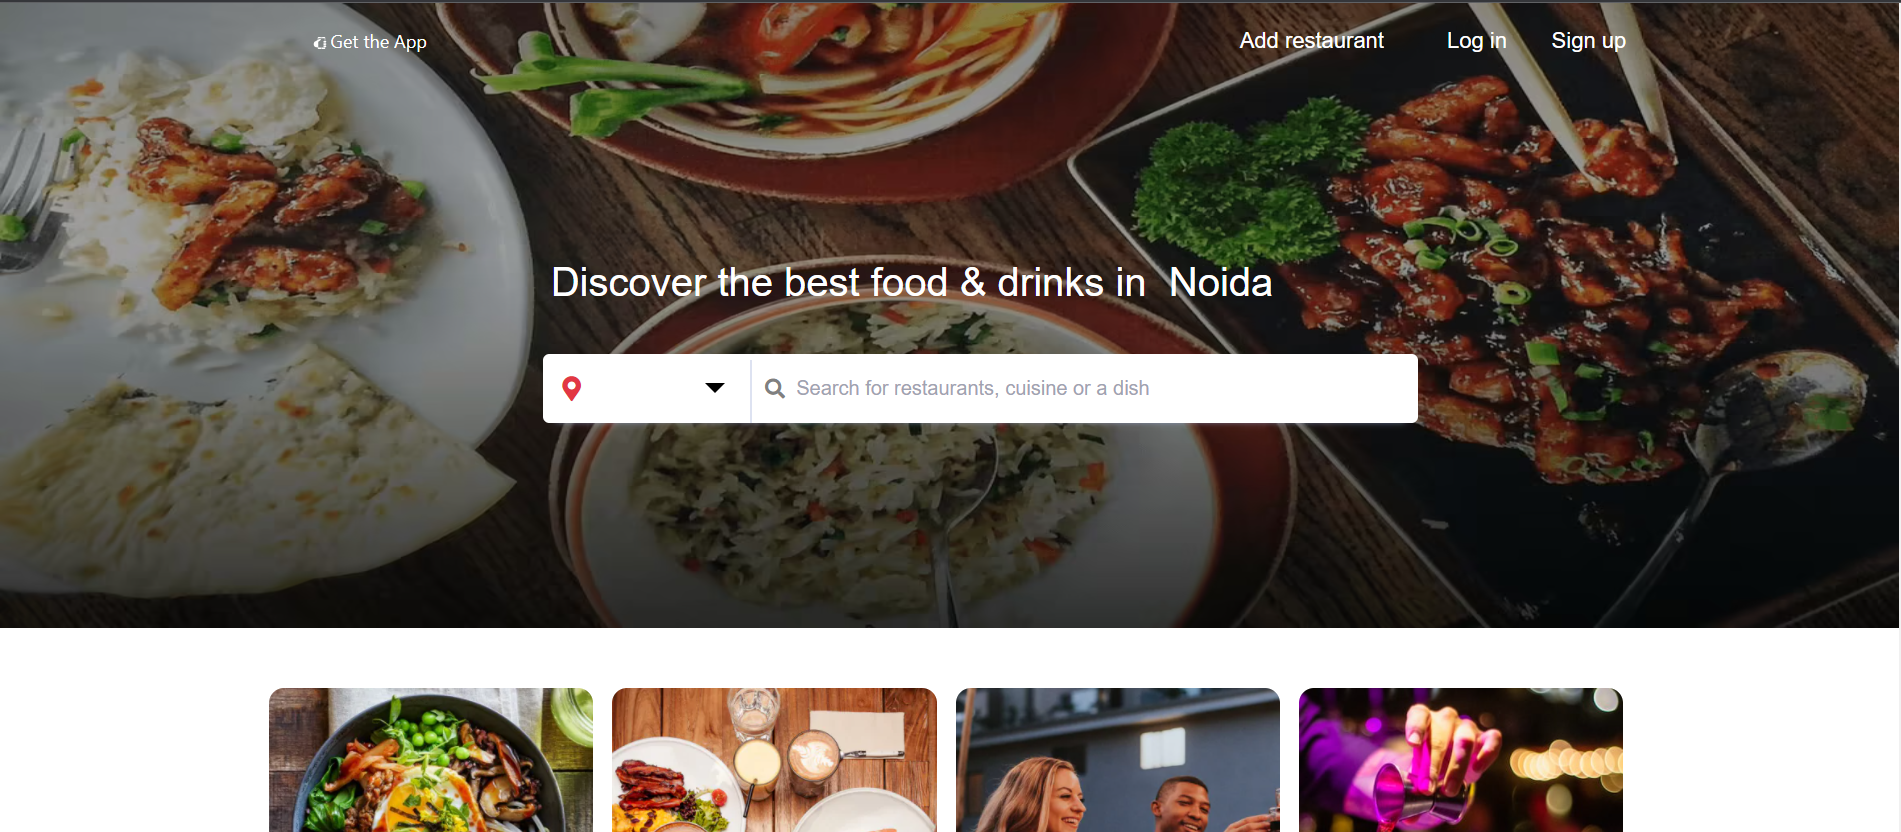 Get the App
Add restaurant
Log in
Sign up
Discover the best food & drinks in  Noida
Search for restaurants, cuisine or a dish